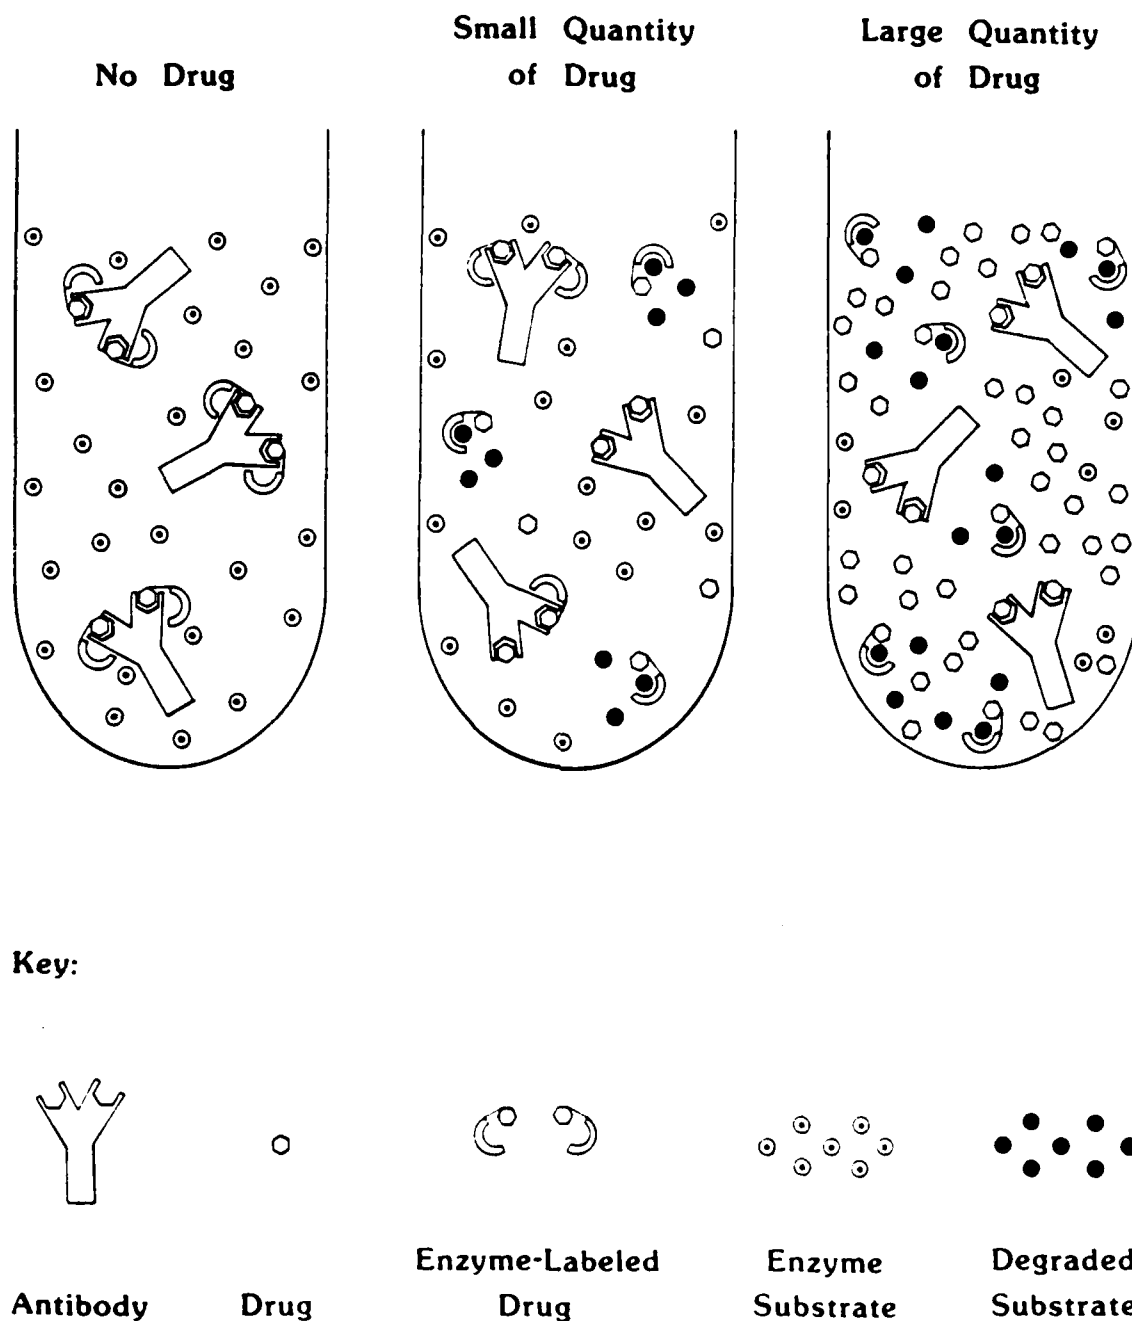 No Drug
Small Quantity
of Drug
Large Quantity
of Drug
Key:
Antibody
Drug
Enzyme-Labeled
Drug
Enzyme
Substrate
Degraded
Substrate